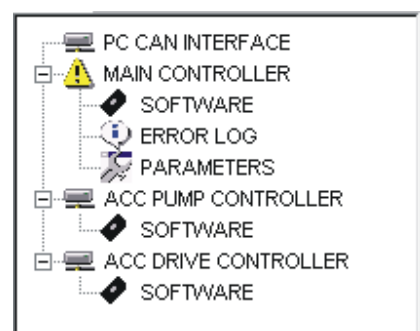 PC CAN INTERFACE
MAIN CONTROLLER
SOFTWARE
ERROR LOG
PARAMETERS
ACC PUMP CONTROLLER
SOFTWARE
ACC DRIVE CONTROLLER
SOFTWARE